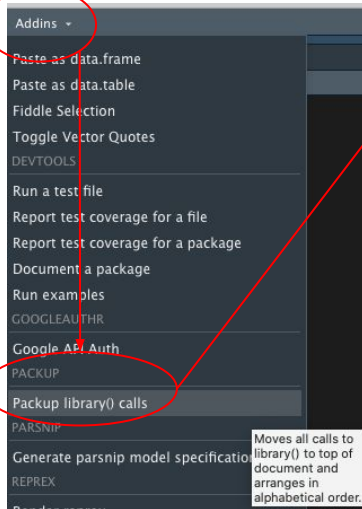 Addins
Paste as data.frame
Paste as data.table
Fiddle Selection
Toggle Vector Quotes
DEVTOOLS
Run a test file
Report test coverage for a file
Report test coverage for a package
Document a package
Run examples
GOOGLEAUTHR
Google API Auth
PACKUP
Packup library() calls
PARSNIP
Generate parsnip model specification
REPREX
Moves all calls to
library() to top of
document and
arranges in
alphabetical order.